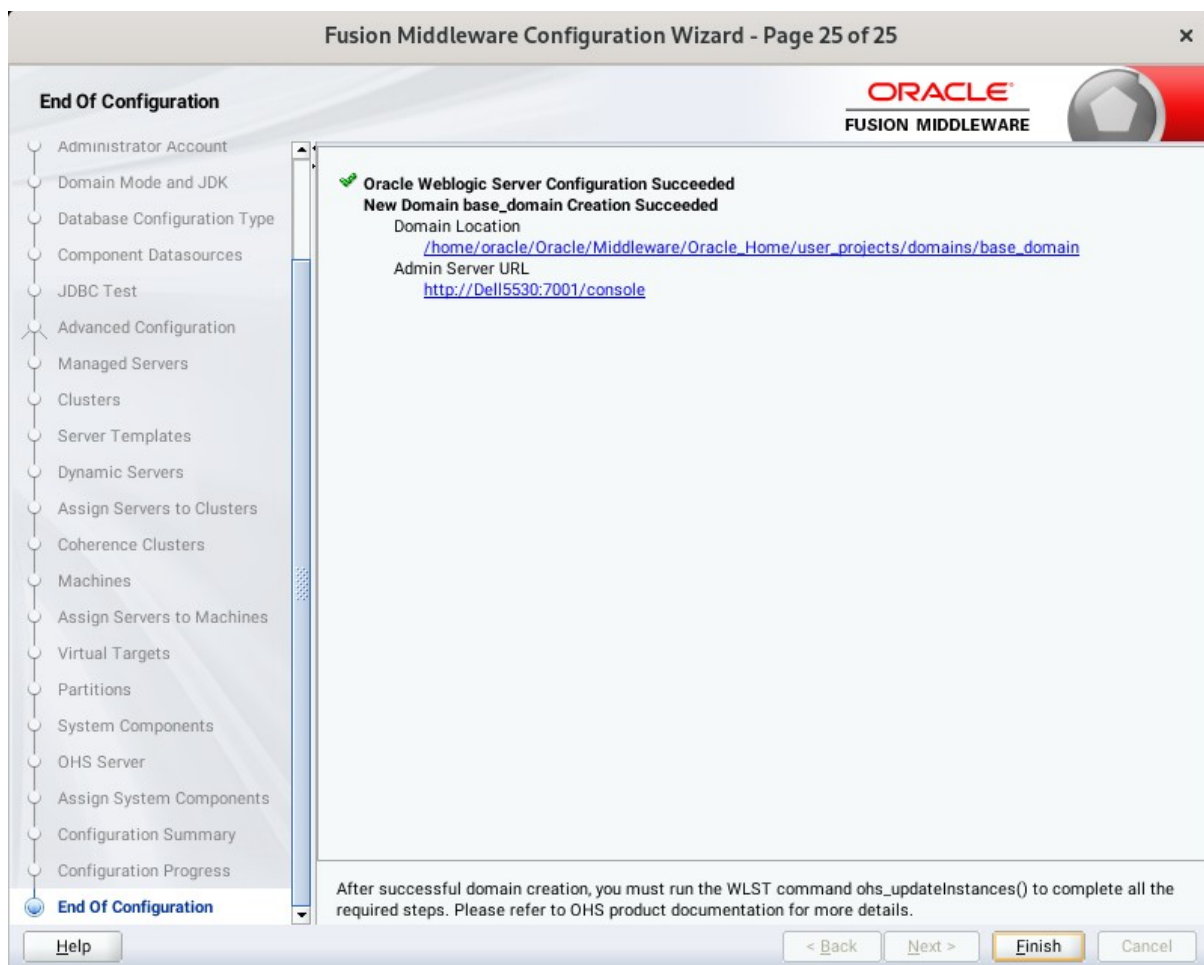 Fusion Middleware Configuration Wizard - Page 25 of 25
End Of Configuration
ORACLE
FUSION MIDDLEWARE
Administrator Account
Domain Mode and JDK
Database Configuration Type
Component Datasources
JDBC Test
Advanced Configuration
Managed Servers
Clusters
Server Templates
Dynamic Servers
Assign Servers to Clusters
Coherence Clusters
Machines
Assign Servers to Machines
Virtual Targets
Partitions
System Components
OHS Server
Assign System Components
Configuration Summary
Configuration Progress
End Of Configuration
Oracle Weblogic Server Configuration Succeeded
New Domain base_domain Creation Succeeded
Domain Location
/home/oracle/Oracle/Middleware/Oracle_Home/user_projects/domains/base_domain
Admin Server URL
http://Dell5530:7001/console
After successful domain creation, you must run the WLST command ohs_updateInstances() to complete all the
required steps. Please refer to OHS product documentation for more details.
Help
< Back
Next >
Finish
Cancel